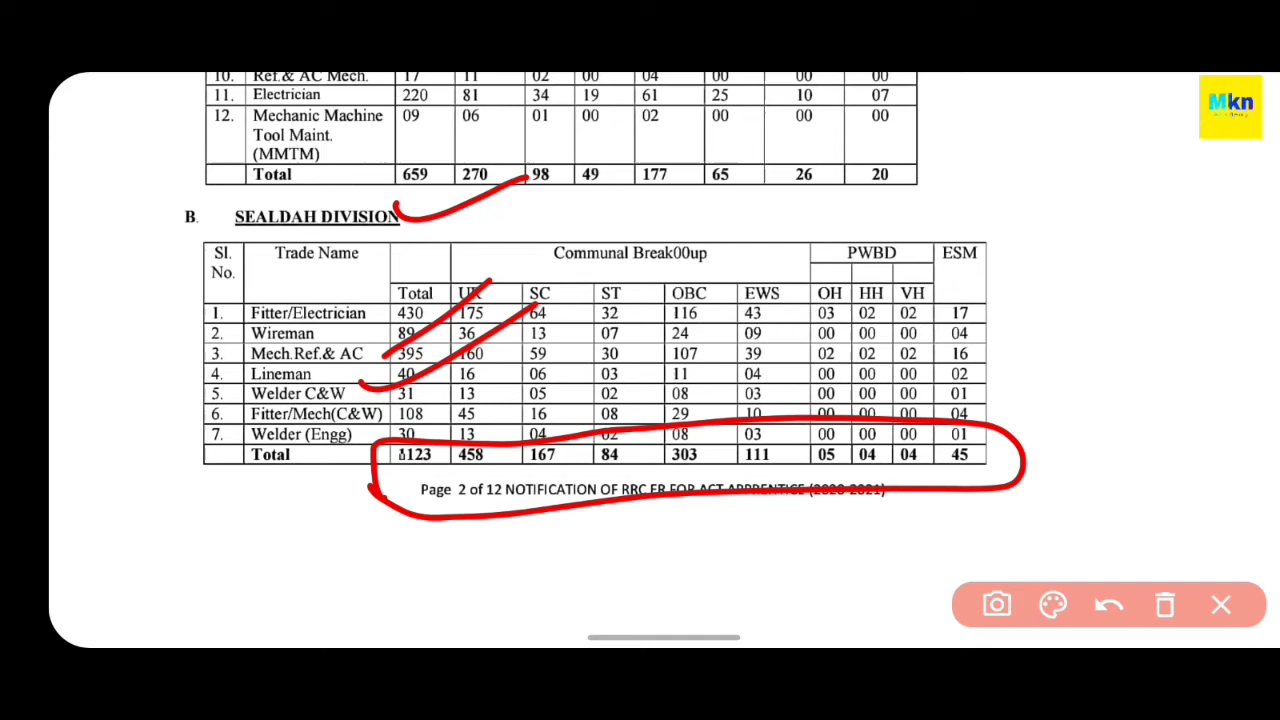 10. Ref.& AC Mech. 17 11 02 00 04 00 00 00
Mkn
11. Electrician 220 81 34 19 61 25 10 07
12. Mechanic Machine 09 06 01 00 02 00 00 00
Tool Maint.
(MMTM)
Total 659 270 98 49 177 65 26 20
B. SEALDAH DIVISION
Sl. Trade Name Communal Break00up PWBD ESM
No.
Total UR SC ST OBC EWS OH HH VH
1. Fitter/Electrician 430 175 64 32 116 43 03 02 02 17
2. Wireman 89 36 13 07 24 09 00 00 00 04
3. Mech.Ref.& AC 395 160 59 30 107 39 02 02 02 16
4. Lineman 40 16 06 03 11 04 00 00 00 02
5. Welder C&W 31 13 05 02 08 03 00 00 00 01
6. Fitter/Mech(C&W) 108 45 16 08 29 10 00 00 00 04
7. Welder (Engg) 30 13 04 02 08 03 00 00 00 01
Total 1123 458 167 84 303 111 05 04 04 45
Page 2 of 12 NOTIFICATION OF RRC ER FOR ACT APPRENTICE (2020-2021)